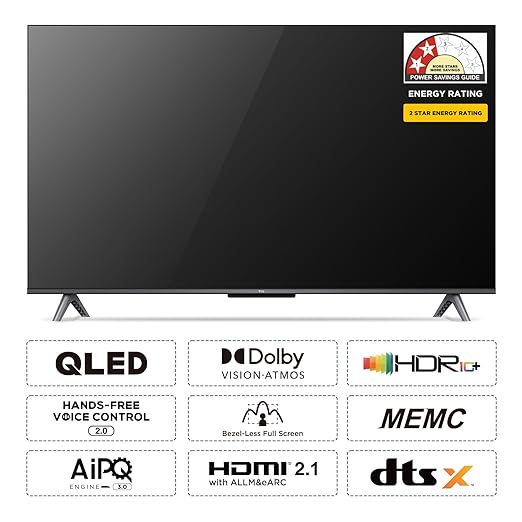 MORE STARS
MORE SAVINGS
POWER SAVINGS GUIDE
ENERGY RATING
2 STAR ENERGY RATING
TCL
QLED
Dolby
VISION·ATMOS
HDR10+
HANDS-FREE
VOICE CONTROL
2.0
Bezel-Less Full Screen
MEMC
AiPQ
ENGINE 3.0
HDMI® 2.1
with ALLM&eARC
dts X